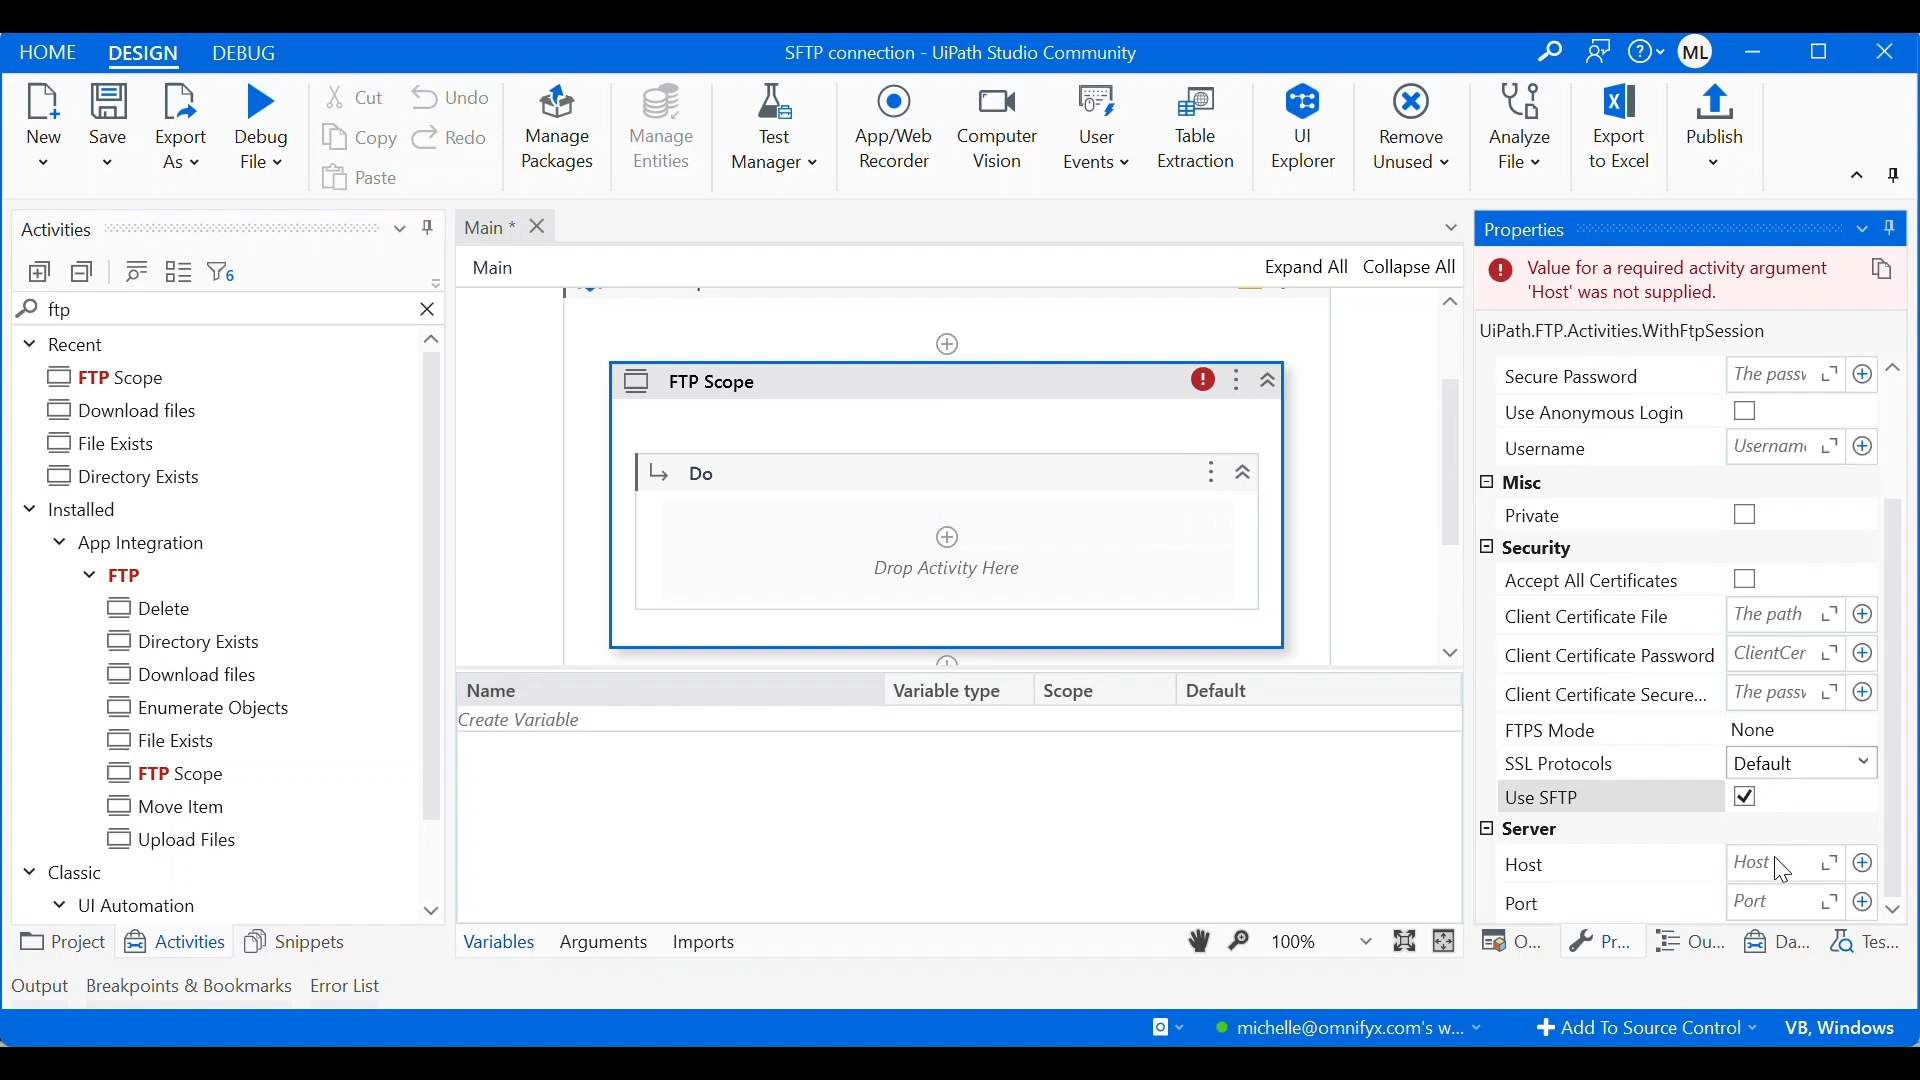 HOME DESIGN DEBUG SFTP connection - UiPath Studio Community ML
New Save Export As Debug File
Cut Undo
Copy Redo
Paste
Manage Packages
Manage Entities
Test Manager
App/Web Recorder
Computer Vision
User Events
Table Extraction
UI Explorer
Remove Unused
Analyze File
Export to Excel
Publish
Activities
6
ftp
Recent
FTP Scope
Download files
File Exists
Directory Exists
Installed
App Integration
FTP
Delete
Directory Exists
Download files
Enumerate Objects
File Exists
FTP Scope
Move Item
Upload Files
Classic
UI Automation
Project Activities Snippets
Main *
Main Expand All Collapse All
FTP Scope
Do
Drop Activity Here
Name Variable type Scope Default
Create Variable
Variables Arguments Imports 100%
Properties
Value for a required activity argument
'Host' was not supplied.
UiPath.FTP.Activities.WithFtpSession
Secure Password The passv
Use Anonymous Login
Username Usernam
Misc
Private
Security
Accept All Certificates
Client Certificate File The path
Client Certificate Password ClientCer
Client Certificate Secure... The passv
FTPS Mode None
SSL Protocols Default
Use SFTP
Server
Host Host
Port Port
O... Pr... Ou... Da... Tes...
Output Breakpoints & Bookmarks Error List
michelle@omnifyx.com's w... Add To Source Control VB, Windows